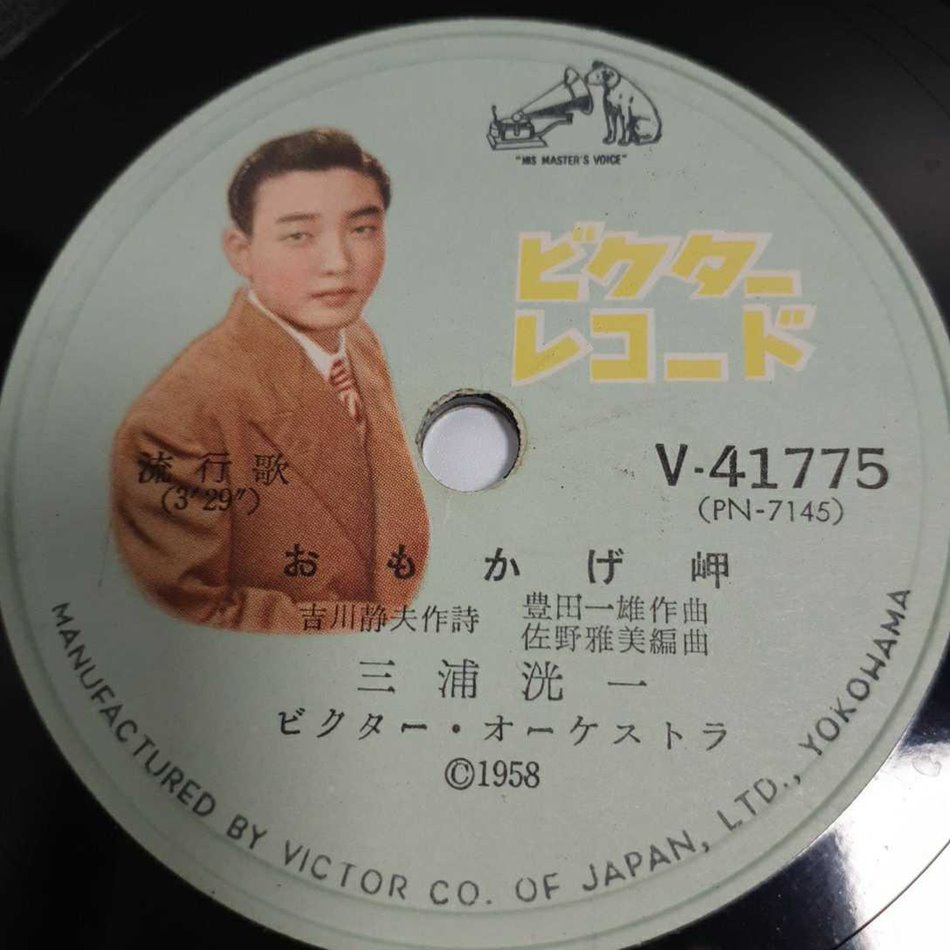 "HIS MASTER'S VOICE"
ビクター
レコード
V-41775
(PN-7145)
流行歌
(3′29″)
おもかげ岬
吉川静夫作詩
豊田一雄作曲
佐野雅美編曲
三浦洸一
ビクター・オーケストラ
©1958
MANUFACTURED BY VICTOR CO. OF JAPAN, LTD., YOKOHAMA